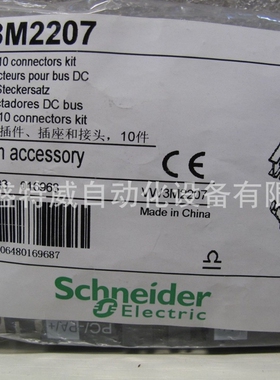 3M2207
10 connectors kit
cteurs pour bus DC
Steckersatz
ctadores DC bus
10 connectors kit
插件、插座和接头，10件
n accessory
CE
VW3M2207
Made in China
06480169687
Schneider
Electric